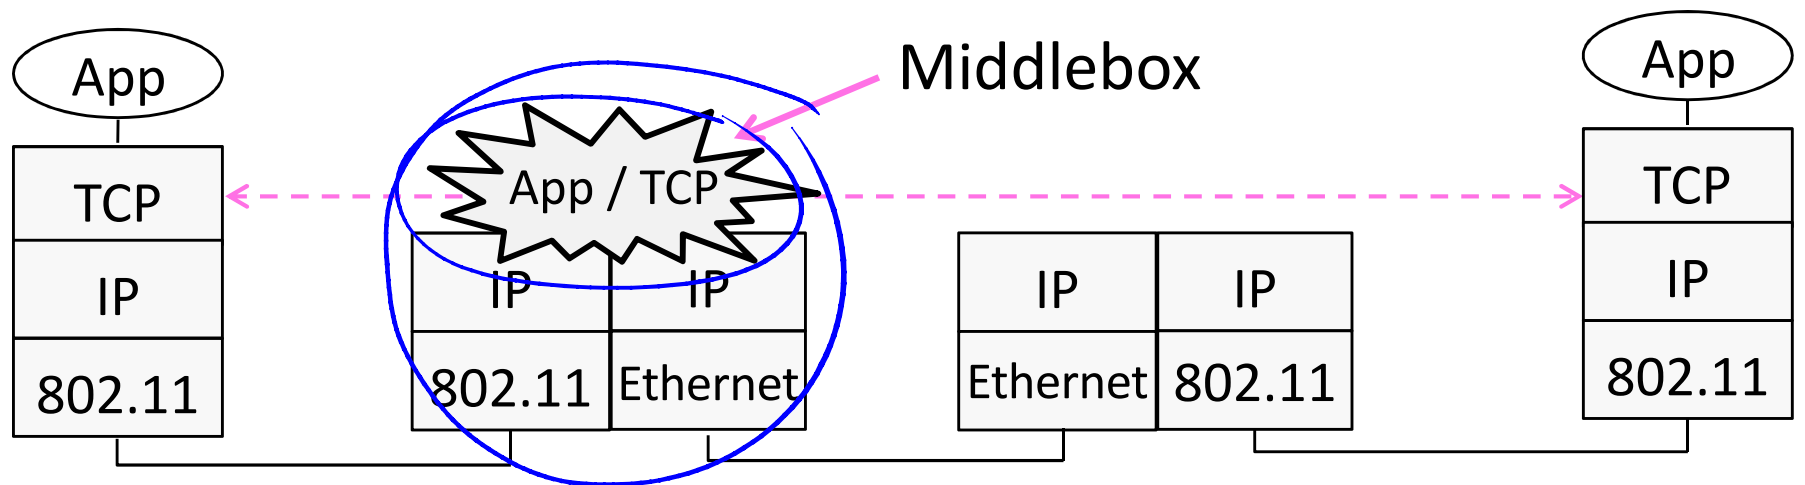 Middlebox
App
App
TCP
App / TCP
TCP
IP
IP
IP
IP
IP
IP
802.11
802.11
Ethernet
Ethernet
802.11
802.11